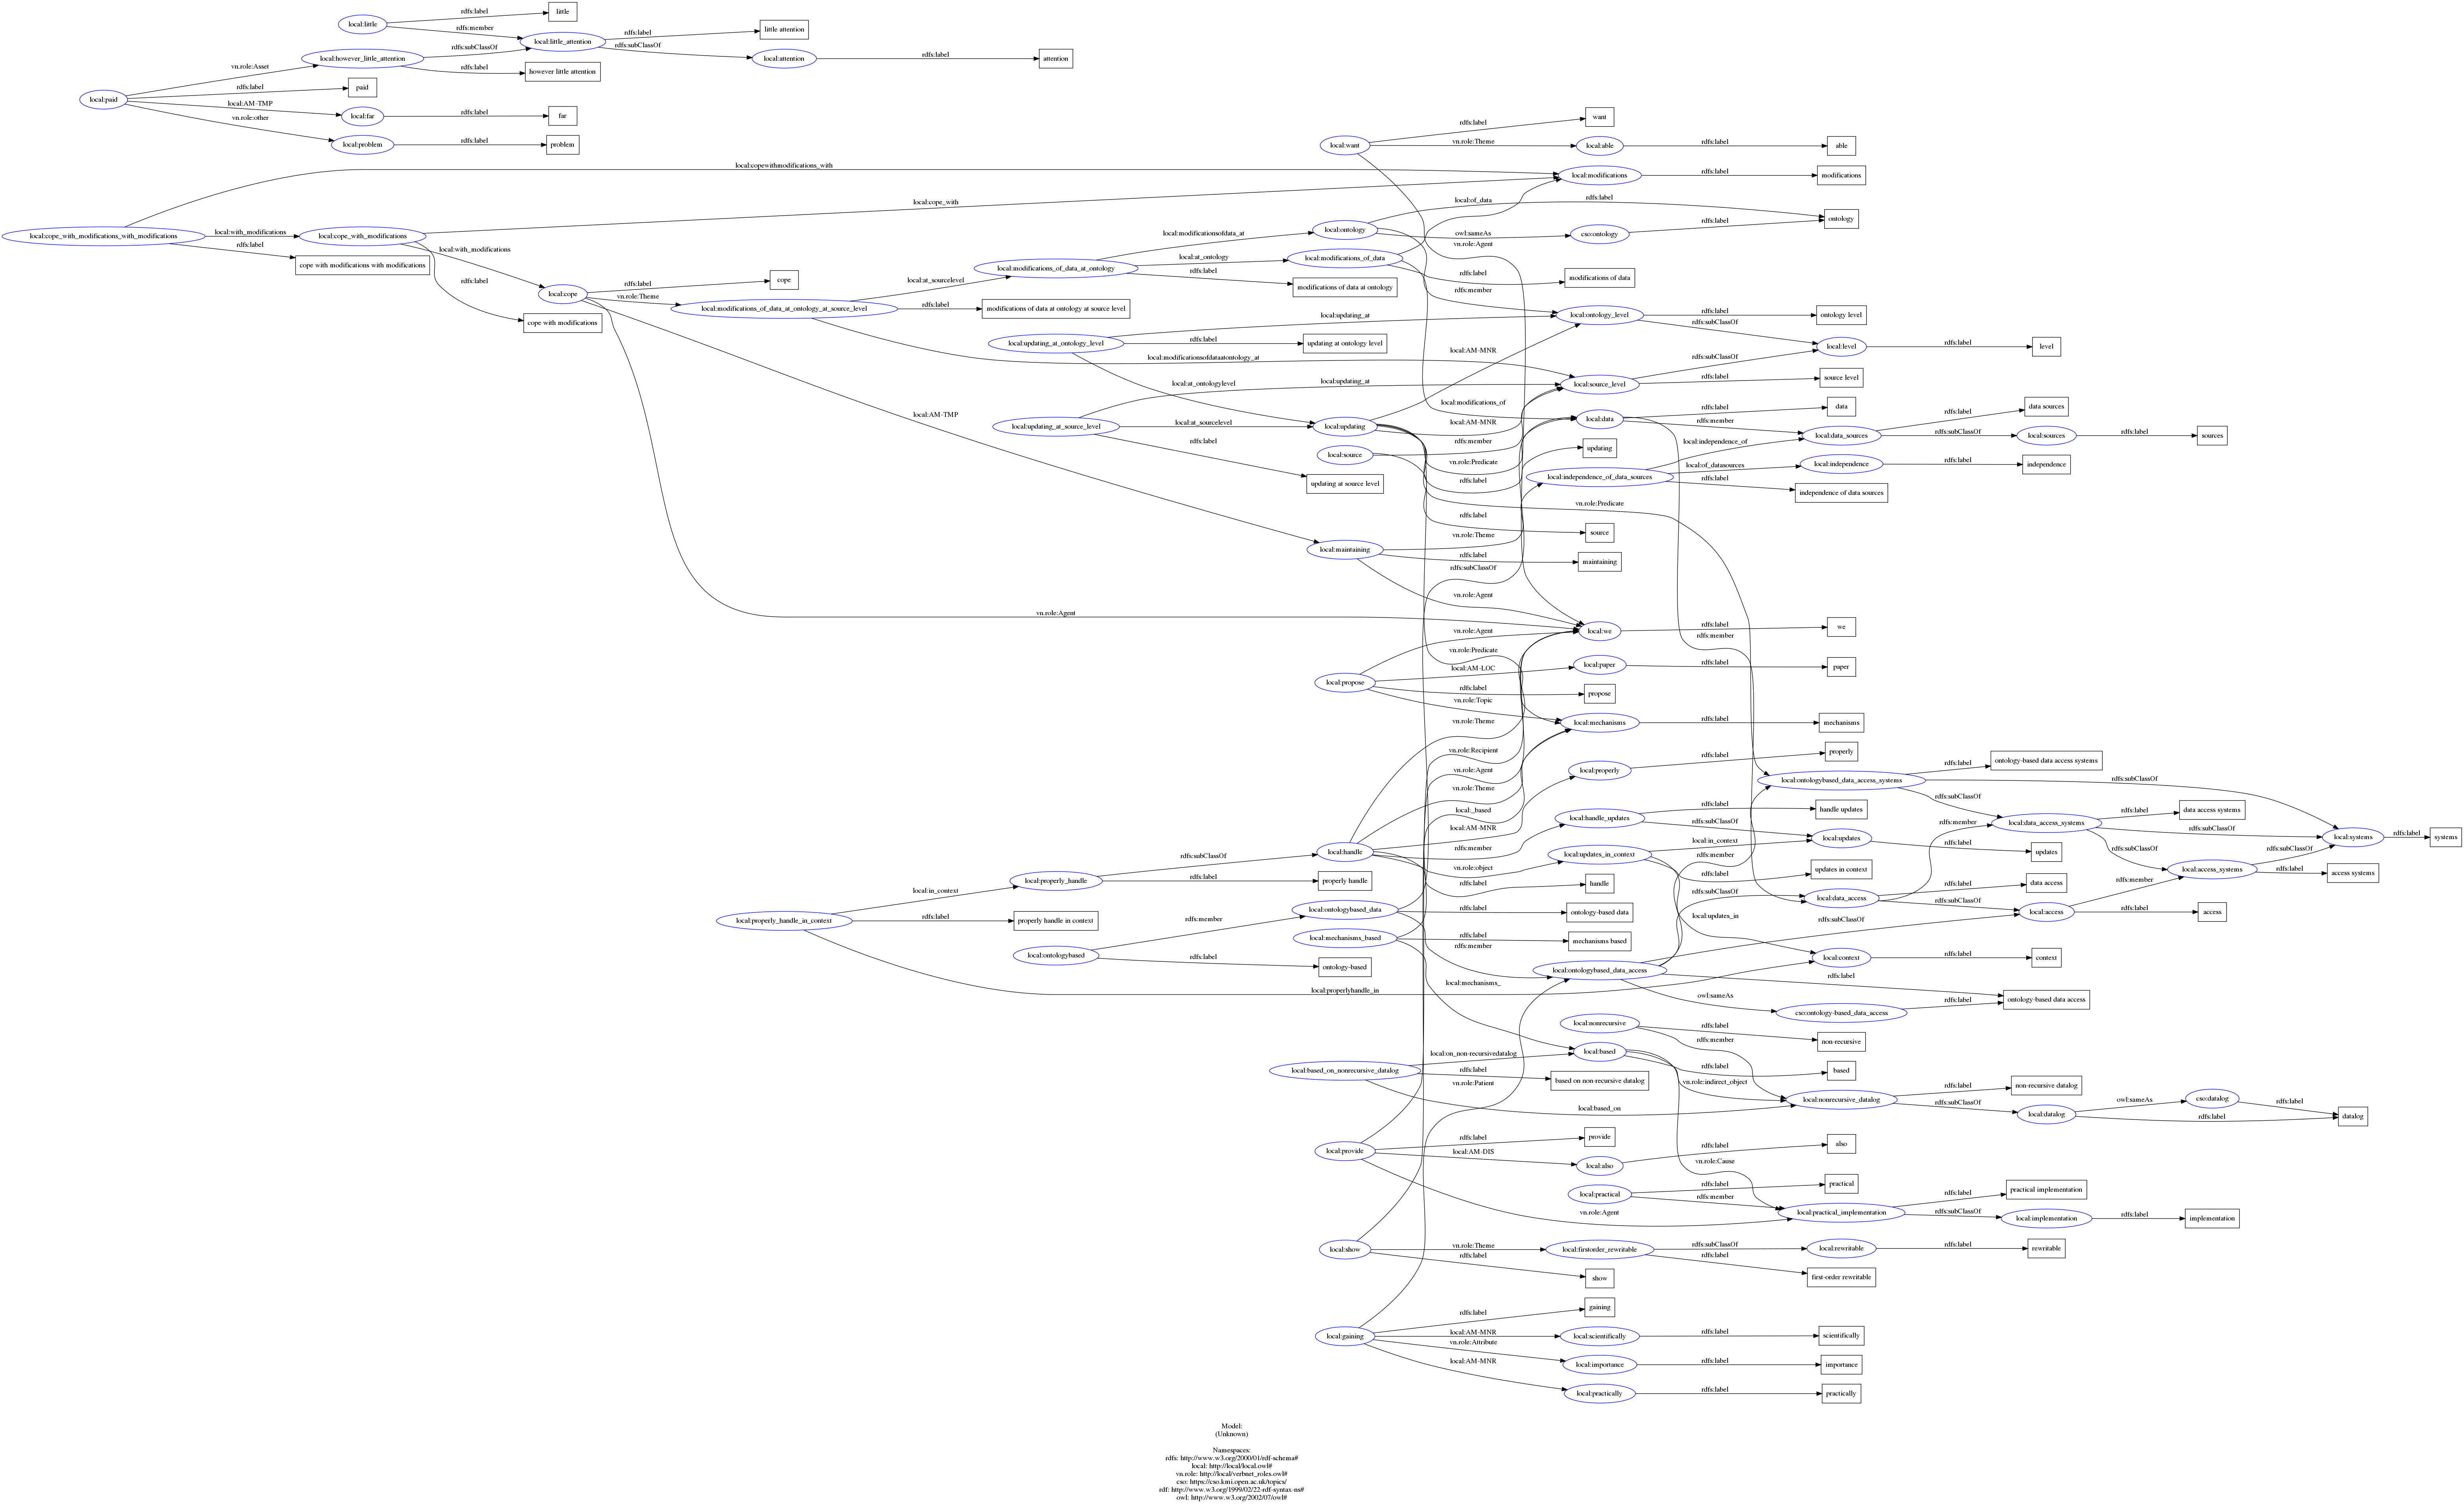 rdfs:label
little
local:little
rdfs:member
rdfs:label
little attention
local:little_attention
rdfs:subClassOf
rdfs:subClassOf
local:however_little_attention
local:attention
rdfs:label
attention
vn.role:Asset
rdfs:label
however little attention
rdfs:label
paid
local:paid
local:AM-TMP
local:far
rdfs:label
far
vn.role:other
local:problem
rdfs:label
problem
rdfs:label
want
local:want
vn.role:Theme
local:able
rdfs:label
able
local:copewithmodifications_with
local:modifications
rdfs:label
modifications
local:cope_with
local:of_data
rdfs:label
ontology
local:cope_with_modifications_with_modifications
local:with_modifications
local:cope_with_modifications
rdfs:label
cope with modifications with modifications
local:with_modifications
local:modificationsofdata_at
local:ontology
owl:sameAs
cso:ontology
rdfs:label
vn.role:Agent
local:modifications_of_data_at_ontology
local:at_ontology
local:modifications_of_data
rdfs:label
modifications of data
rdfs:label
modifications of data at ontology
rdfs:member
rdfs:label
cope with modifications
local:cope
rdfs:label
cope
vn.role:Theme
local:at_sourcelevel
local:modifications_of_data_at_ontology_at_source_level
rdfs:label
modifications of data at ontology at source level
local:updating_at
local:ontology_level
rdfs:label
ontology level
rdfs:subClassOf
local:updating_at_ontology_level
rdfs:label
updating at ontology level
local:AM-MNR
local:level
rdfs:label
level
local:modificationsofdataatontology_at
rdfs:subClassOf
local:at_ontologylevel
local:updating_at
local:source_level
rdfs:label
source level
local:AM-TMP
local:modifications_of
local:data
rdfs:label
data
rdfs:label
data sources
local:updating_at_source_level
local:at_sourcelevel
local:updating
local:AM-MNR
rdfs:member
local:data_sources
rdfs:subClassOf
local:sources
rdfs:label
sources
rdfs:label
updating at source level
local:source
rdfs:member
updating
local:independence_of
vn.role:Predicate
local:independence_of_data_sources
local:of_datasources
local:independence
rdfs:label
independence
rdfs:label
rdfs:label
independence of data sources
vn.role:Predicate
rdfs:label
source
local:maintaining
vn.role:Theme
rdfs:label
maintaining
rdfs:subClassOf
vn.role:Agent
vn.role:Agent
local:we
rdfs:label
we
vn.role:Agent
rdfs:member
vn.role:Predicate
local:AM-LOC
local:paper
rdfs:label
paper
local:propose
rdfs:label
propose
vn.role:Topic
local:mechanisms
rdfs:label
mechanisms
vn.role:Theme
vn.role:Recipient
rdfs:label
properly
vn.role:Agent
local:properly
local:ontologybased_data_access_systems
rdfs:label
ontology-based data access systems
rdfs:subClassOf
vn.role:Theme
rdfs:subClassOf
local:_based
local:handle_updates
rdfs:label
handle updates
rdfs:label
data access systems
local:AM-MNR
rdfs:subClassOf
rdfs:member
local:data_access_systems
rdfs:subClassOf
local:handle
rdfs:member
local:in_context
local:updates
rdfs:label
updates
local:systems
rdfs:label
systems
rdfs:subClassOf
vn.role:object
local:updates_in_context
rdfs:member
rdfs:subClassOf
rdfs:subClassOf
local:properly_handle
rdfs:label
properly handle
rdfs:label
updates in context
local:access_systems
rdfs:label
access systems
local:in_context
rdfs:label
handle
rdfs:label
data access
rdfs:member
local:properly_handle_in_context
rdfs:label
properly handle in context
rdfs:member
local:ontologybased_data
rdfs:label
ontology-based data
rdfs:subClassOf
local:data_access
rdfs:subClassOf
local:access
rdfs:label
access
local:updates_in
rdfs:subClassOf
local:mechanisms_based
rdfs:label
mechanisms based
rdfs:member
local:ontologybased
rdfs:label
ontology-based
local:context
rdfs:label
context
local:ontologybased_data_access
rdfs:label
local:properlyhandle_in
local:mechanisms_
owl:sameAs
ontology-based data access
cso:ontology-based_data_access
rdfs:label
local:nonrecursive
rdfs:label
non-recursive
rdfs:member
local:on_non-recursivedatalog
local:based
rdfs:label
based
local:based_on_nonrecursive_datalog
rdfs:label
based on non-recursive datalog
vn.role:Patient
vn.role:indirect_object
rdfs:label
non-recursive datalog
local:nonrecursive_datalog
rdfs:subClassOf
local:based_on
local:datalog
owl:sameAs
cso:datalog
rdfs:label
rdfs:label
datalog
rdfs:label
provide
local:provide
local:AM-DIS
local:also
rdfs:label
also
vn.role:Cause
local:practical
rdfs:label
practical
rdfs:member
rdfs:label
practical implementation
vn.role:Agent
local:practical_implementation
rdfs:subClassOf
local:implementation
rdfs:label
implementation
local:show
vn.role:Theme
local:firstorder_rewritable
rdfs:subClassOf
local:rewritable
rdfs:label
rewritable
rdfs:label
show
rdfs:label
first-order rewritable
rdfs:label
gaining
local:gaining
local:AM-MNR
local:scientifically
rdfs:label
scientifically
vn.role:Attribute
local:importance
rdfs:label
importance
local:AM-MNR
local:practically
rdfs:label
practically
Model:
(Unknown)
Namespaces:
rdfs: http://www.w3.org/2000/01/rdf-schema#
local: http://local/local.owl#
vn.role: http://local/verbnet_roles.owl#
cso: https://cso.kmi.open.ac.uk/topics/
rdf: http://www.w3.org/1999/02/22-rdf-syntax-ns#
owl: http://www.w3.org/2002/07/owl#